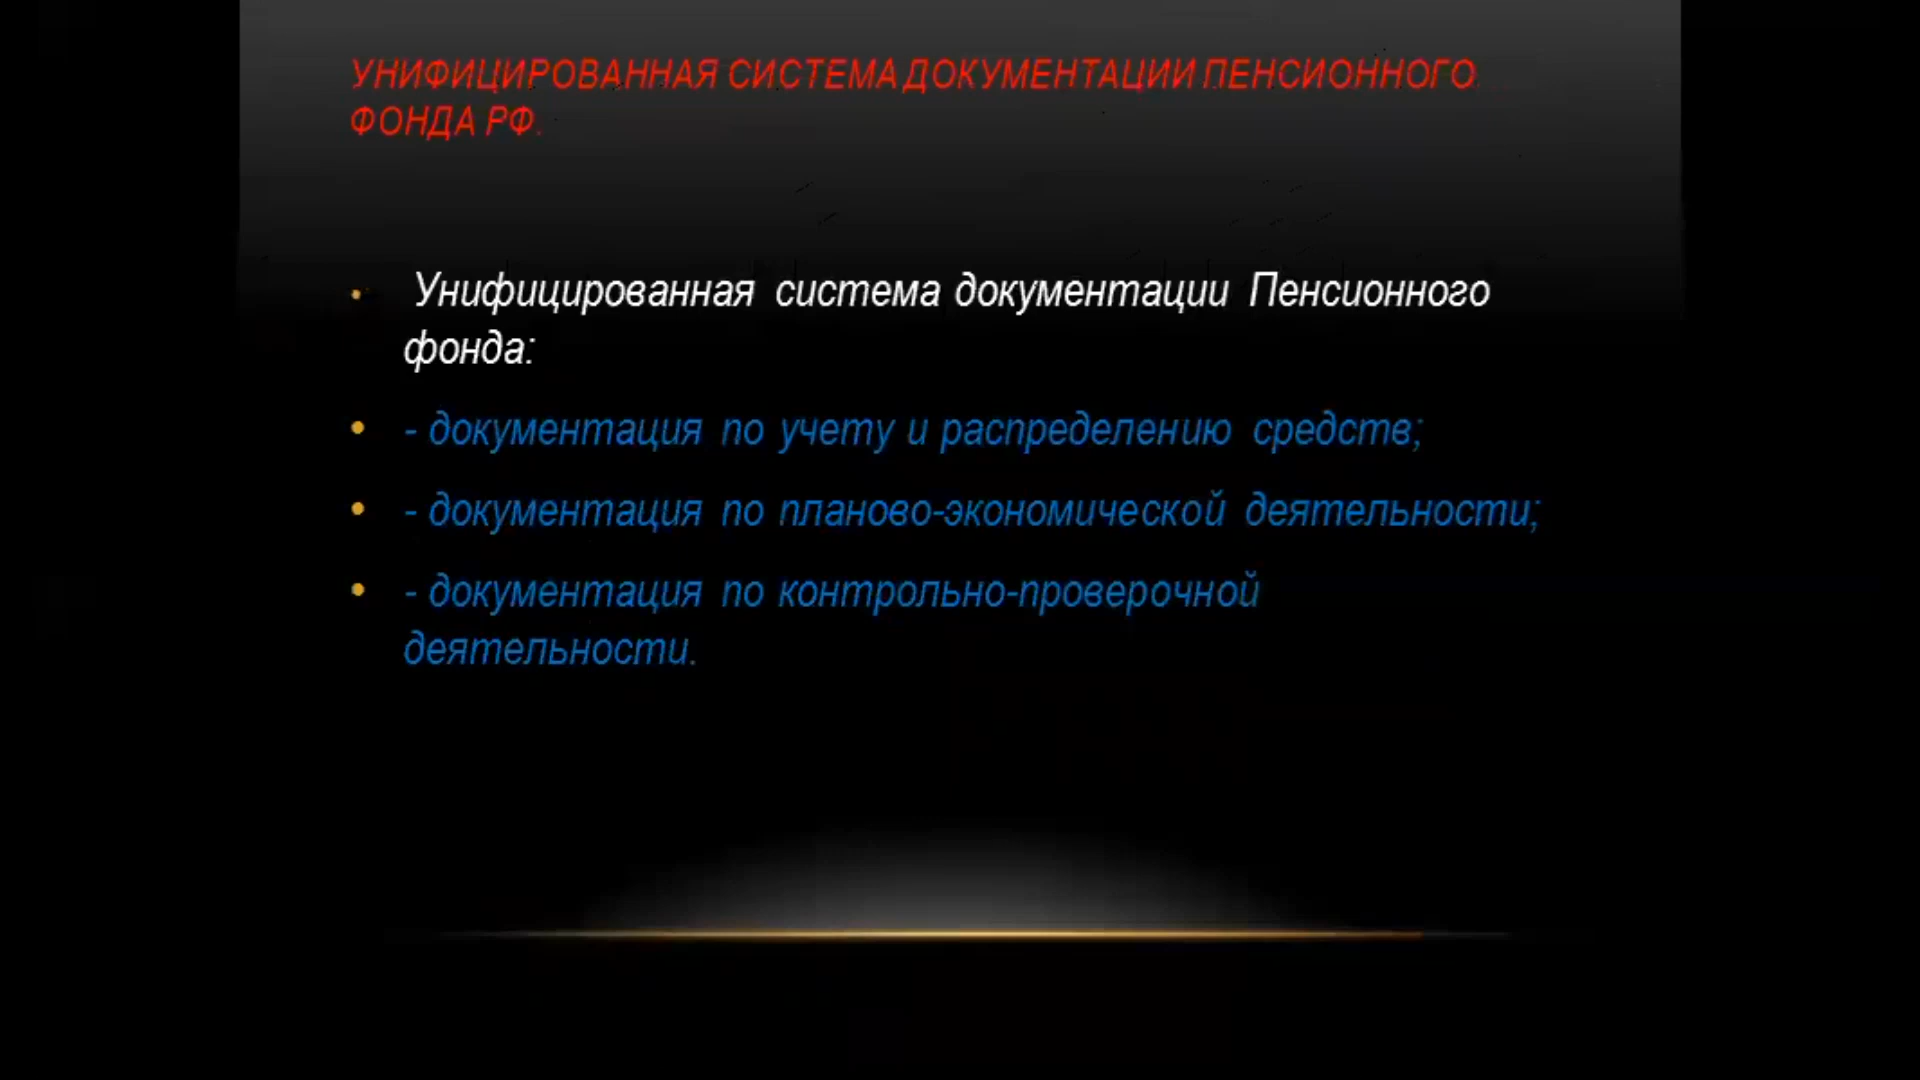 УНИФИЦИРОВАННАЯ СИСТЕМА ДОКУМЕНТАЦИИ ПЕНСИОННОГО
ФОНДА РФ.
• Унифицированная система документации Пенсионного
фонда:
• - документация по учету и распределению средств;
• - документация по планово-экономической деятельности;
• - документация по контрольно-проверочной
деятельности.